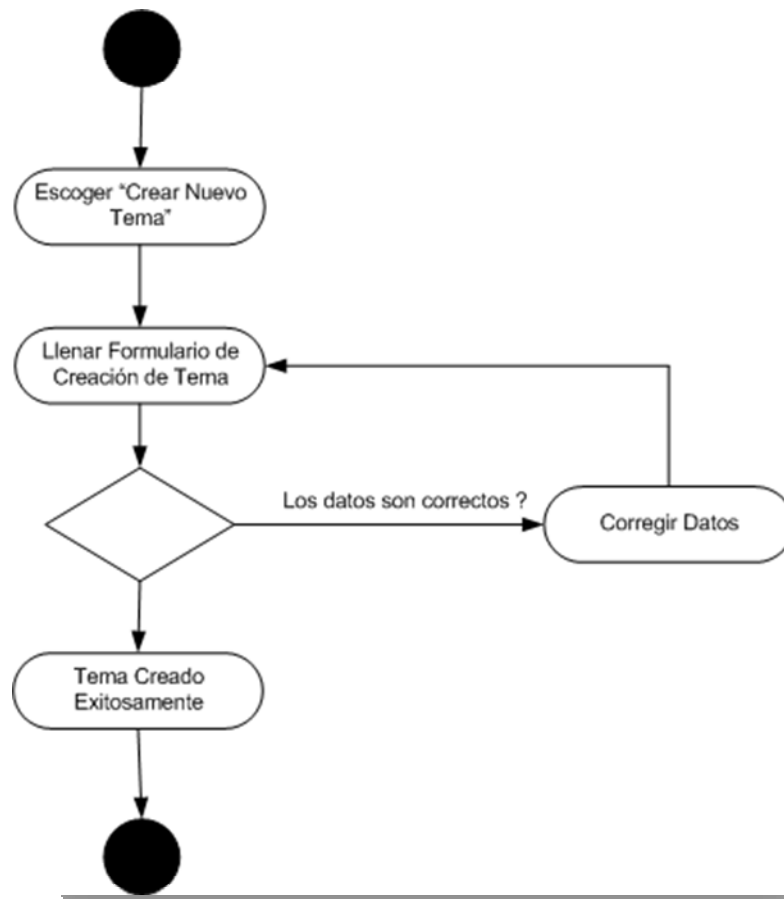 Escoger “Crear Nuevo
Tema”
Llenar Formulario de
Creación de Tema
Los datos son correctos ?
Corregir Datos
Tema Creado
Exitosamente